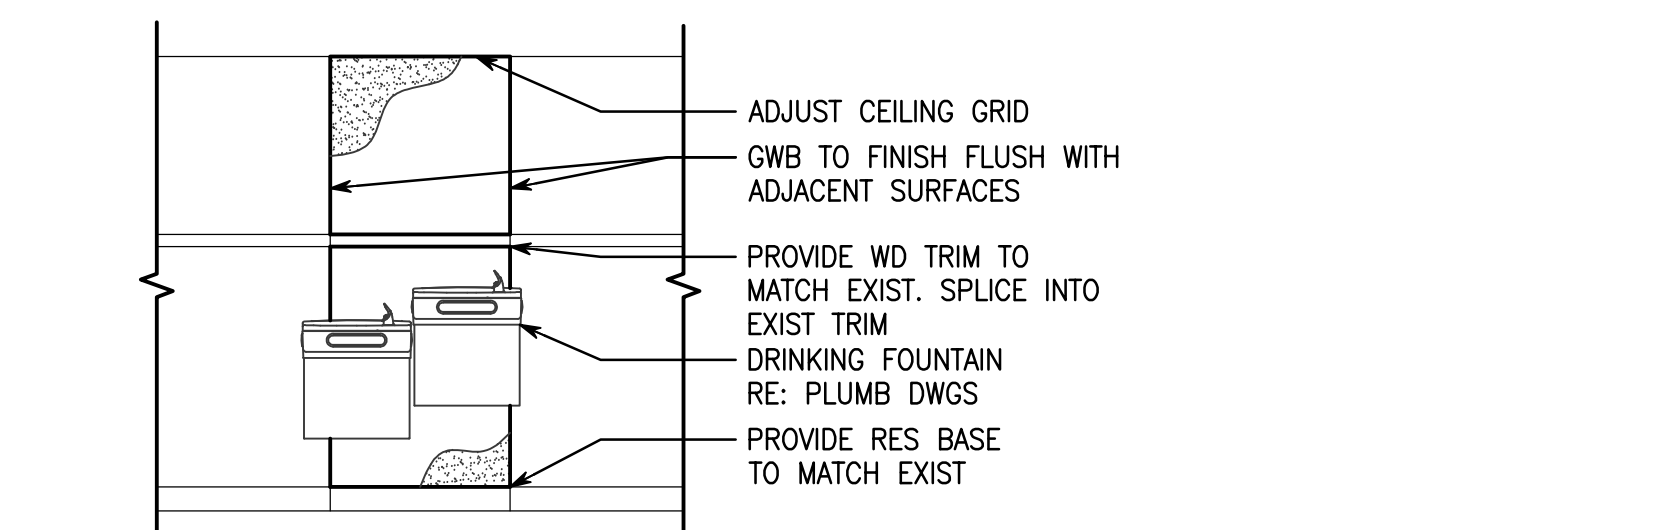 ADJUST CEILING GRID
GWB TO FINISH FLUSH WITH
ADJACENT SURFACES
PROVIDE WD TRIM TO
MATCH EXIST. SPLICE INTO
EXIST TRIM
DRINKING FOUNTAIN
RE: PLUMB DWGS
PROVIDE RES BASE
TO MATCH EXIST